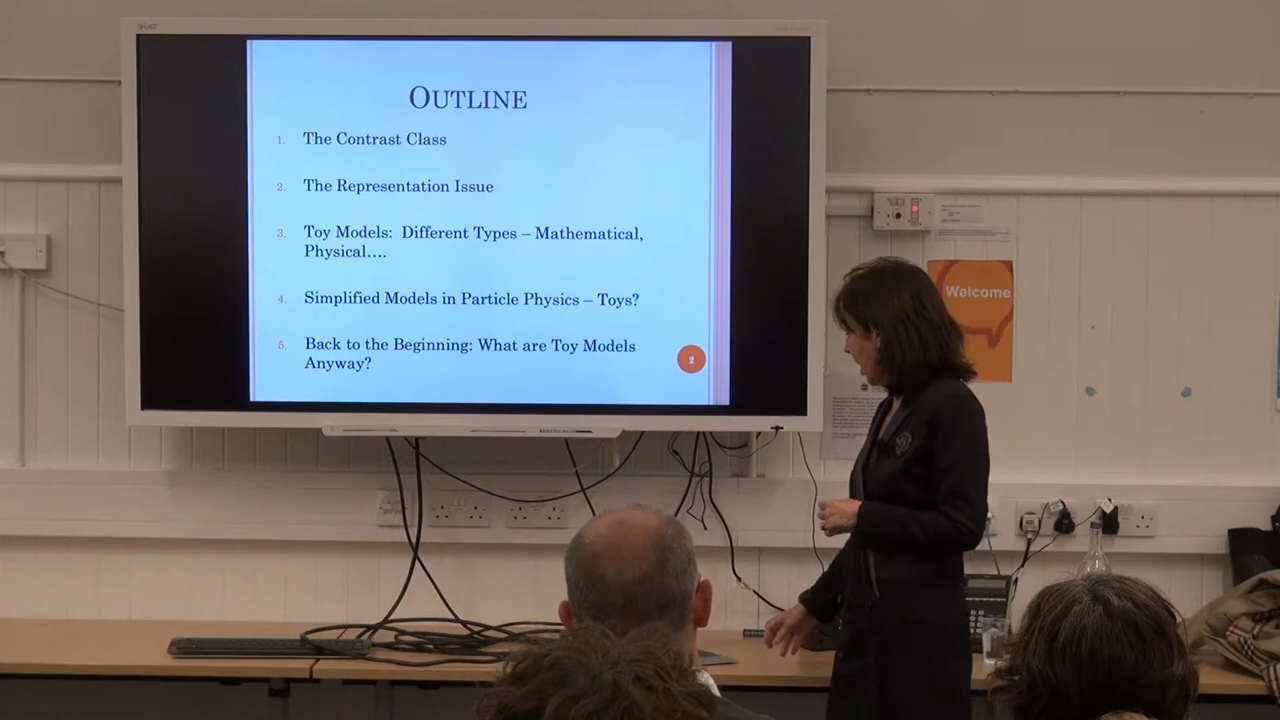 OUTLINE
1. The Contrast Class
2. The Representation Issue
3. Toy Models: Different Types – Mathematical,
Physical….
4. Simplified Models in Particle Physics – Toys?
5. Back to the Beginning: What are Toy Models
Anyway?
2
Welcome